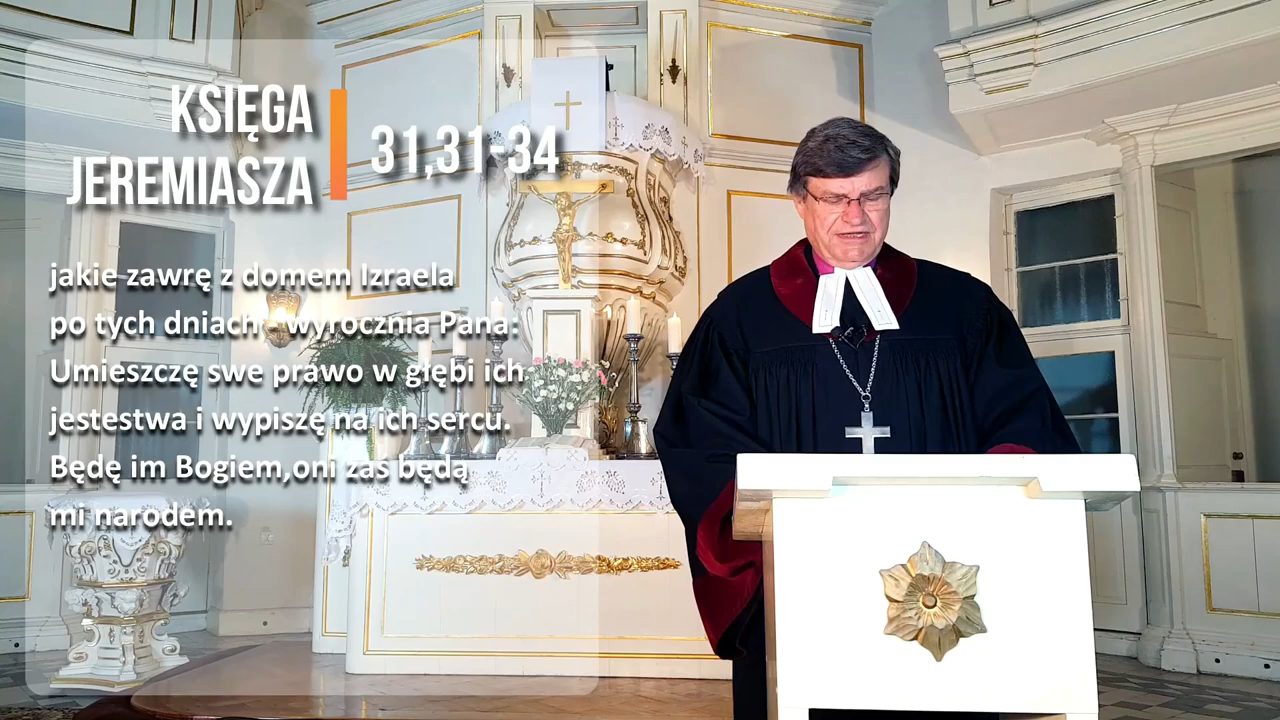 KSIĘGA
JEREMIASZA
31,31-34
jakie zawrę z domem Izraela
po tych dniach - wyrocznia Pana:
Umieszczę swe prawo w głębi ich
jestestwa i wypiszę na ich sercu.
Będę im Bogiem,oni zaś będą
mi narodem.